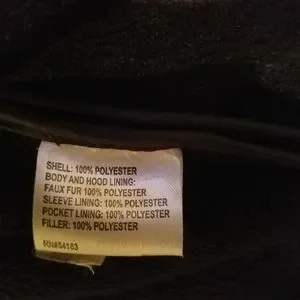 SHELL: 100% POLYESTER
BODY AND HOOD LINING:
FAUX FUR 100% POLYESTER
SLEEVE LINING: 100% POLYESTER
POCKET LINING: 100% POLYESTER
FILLER: 100% POLYESTER
RN#54163